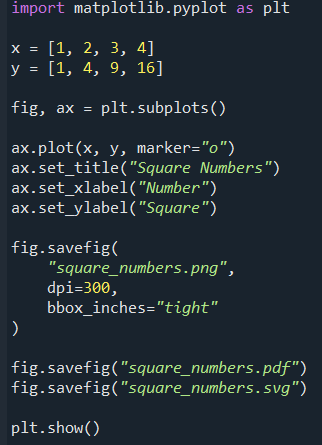 import matplotlib.pyplot as plt

x = [1, 2, 3, 4]
y = [1, 4, 9, 16]

fig, ax = plt.subplots()

ax.plot(x, y, marker="o")
ax.set_title("Square Numbers")
ax.set_xlabel("Number")
ax.set_ylabel("Square")

fig.savefig(
    "square_numbers.png",
    dpi=300,
    bbox_inches="tight"
)

fig.savefig("square_numbers.pdf")
fig.savefig("square_numbers.svg")

plt.show()